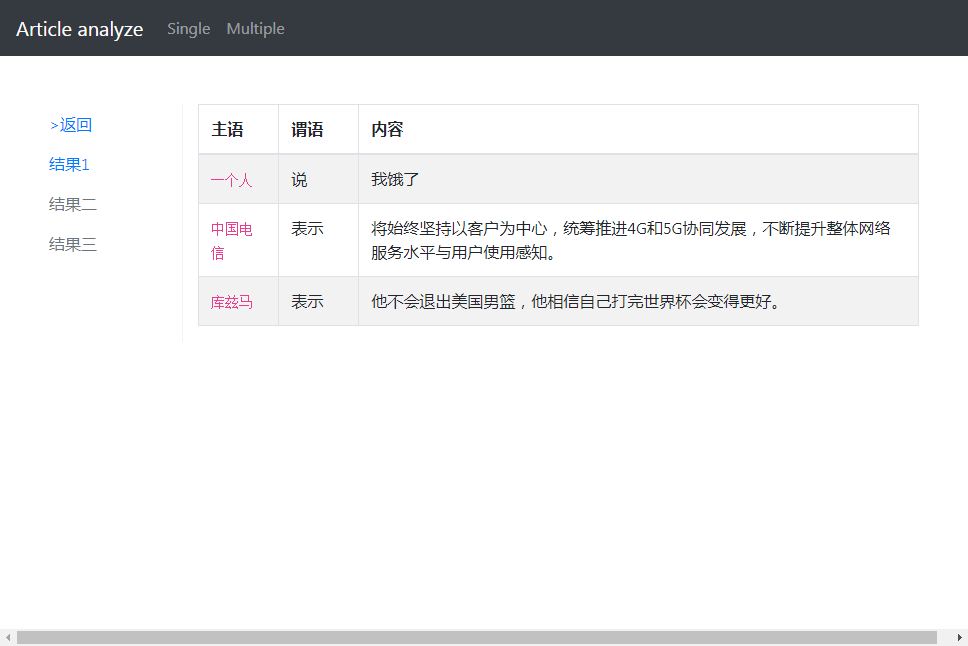 Article analyze Single Multiple
>返回
结果1
结果二
结果三
主语 谓语 内容
一个人 说 我饿了
中国电信 表示 将始终坚持以客户为中心，统筹推进4G和5G协同发展，不断提升整体网络
服务水平与用户使用感知。
库兹马 表示 他不会退出美国男篮，他相信自己打完世界杯会变得更好。